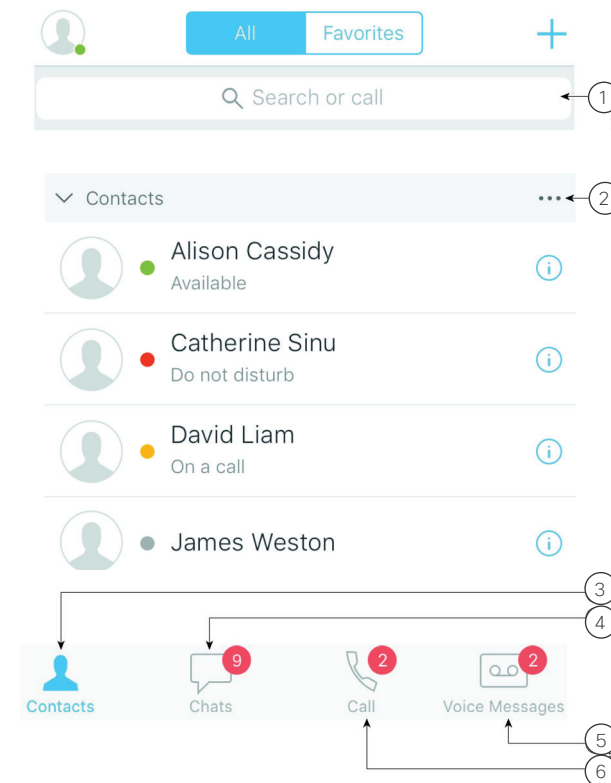 All Favorites
Search or call
1
Contacts
2
Alison Cassidy
Available
Catherine Sinu
Do not disturb
David Liam
On a call
James Weston
3
4
9 2 2
Contacts Chats Call Voice Messages
5
6